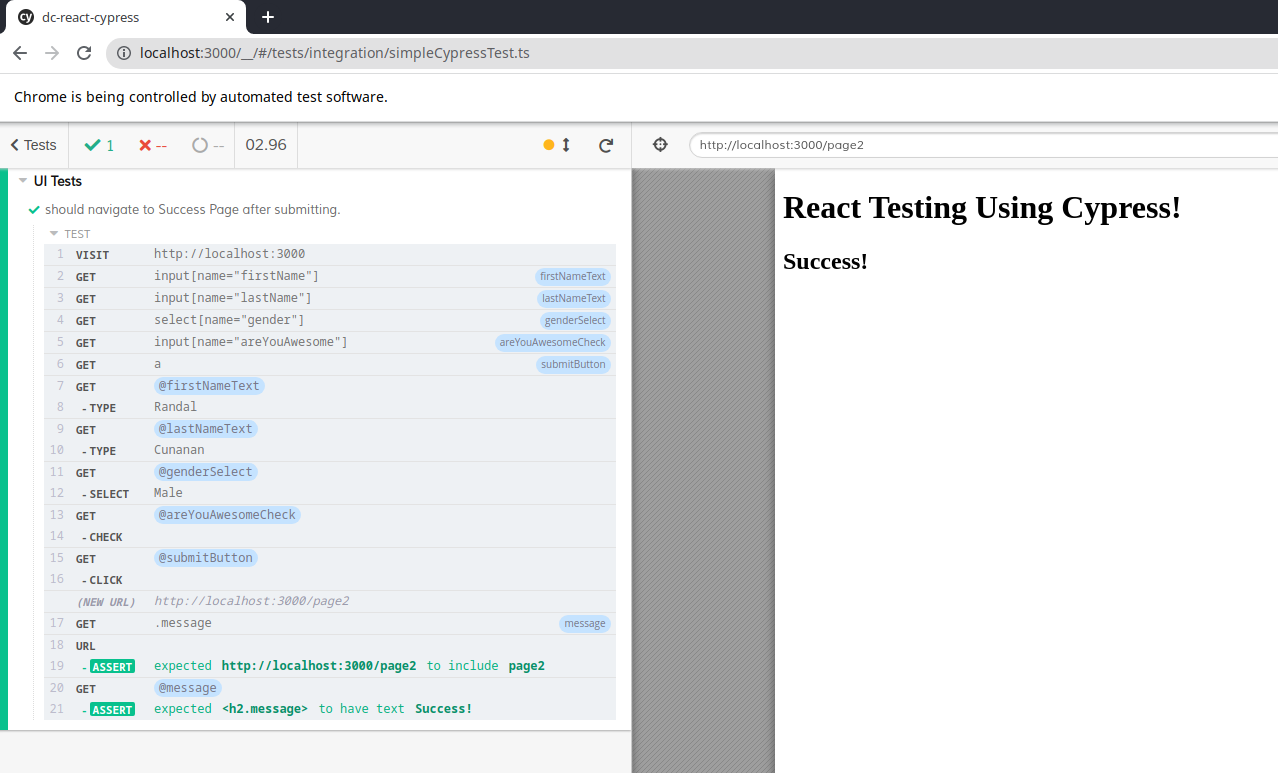 cy dc-react-cypress
localhost:3000/__/#/tests/integration/simpleCypressTest.ts
Chrome is being controlled by automated test software.
Tests 1 -- -- 02.96 http://localhost:3000/page2
UI Tests
should navigate to Success Page after submitting.
TEST
1 VISIT http://localhost:3000
2 GET input[name="firstName"] firstNameText
3 GET input[name="lastName"] lastNameText
4 GET select[name="gender"] genderSelect
5 GET input[name="areYouAwesome"] areYouAwesomeCheck
6 GET a submitButton
7 GET @firstNameText
8 -TYPE Randal
9 GET @lastNameText
10 -TYPE Cunanan
11 GET @genderSelect
12 -SELECT Male
13 GET @areYouAwesomeCheck
14 -CHECK
15 GET @submitButton
16 -CLICK
(NEW URL) http://localhost:3000/page2
17 GET .message message
18 URL
19 -ASSERT expected http://localhost:3000/page2 to include page2
20 GET @message
21 -ASSERT expected <h2.message> to have text Success!
React Testing Using Cypress!
Success!